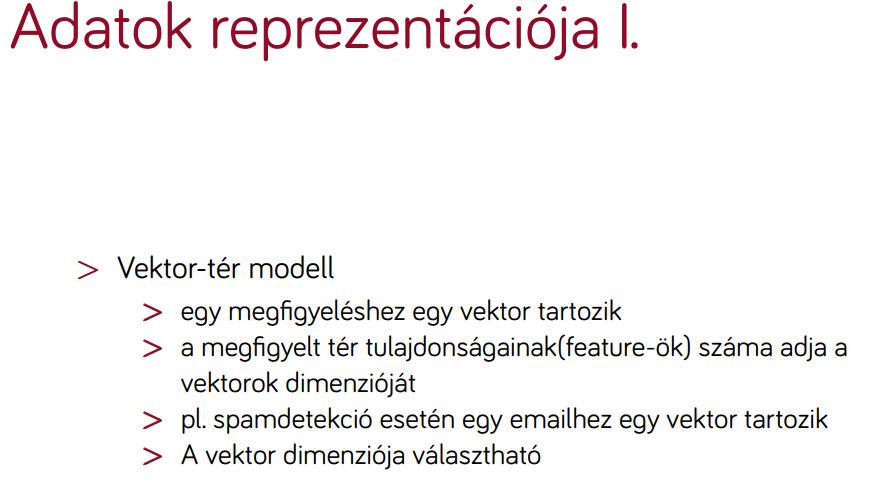 Adatok reprezentációja I.
> Vektor-tér modell
> egy megfigyeléshez egy vektor tartozik
> a megfigyelt tér tulajdonságainak(feature-ök) száma adja a
vektorok dimenzióját
> pl. spamdetekció esetén egy emailhez egy vektor tartozik
> A vektor dimenziója választható